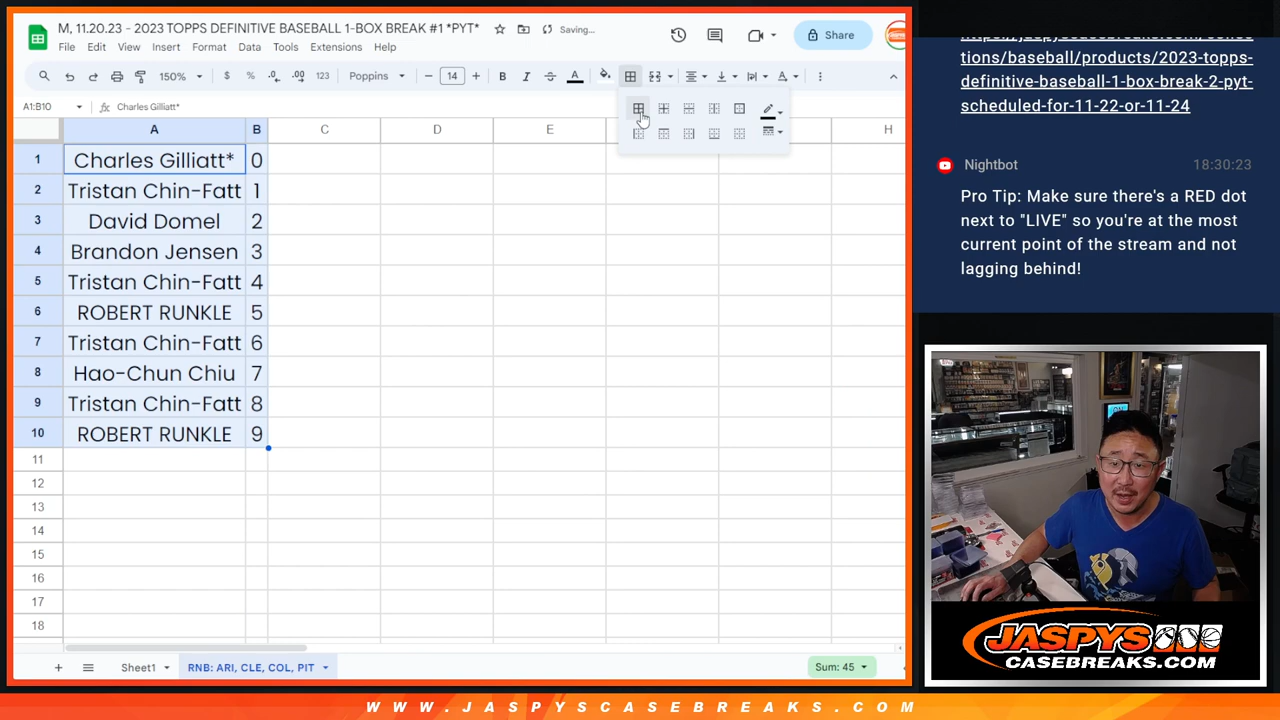 M, 11.20.23 - 2023 TOPPS DEFINITIVE BASEBALL 1-BOX BREAK #1 *PYT*
Saving...
File Edit View Insert Format Data Tools Extensions Help
Share
150% $ % .0 .00 123 Poppins 14 B I A
A1:B10 fx Charles Gilliatt*
A B C D E H
1 Charles Gilliatt* 0
2 Tristan Chin-Fatt 1
3 David Domel 2
4 Brandon Jensen 3
5 Tristan Chin-Fatt 4
6 ROBERT RUNKLE 5
7 Tristan Chin-Fatt 6
8 Hao-Chun Chiu 7
9 Tristan Chin-Fatt 8
10 ROBERT RUNKLE 9
11
12
13
14
15
16
17
18
Sheet1 RNB: ARI, CLE, COL, PIT Sum: 45
tions/baseball/products/2023-topps-
definitive-baseball-1-box-break-2-pyt-
scheduled-for-11-22-or-11-24
Nightbot 18:30:23
Pro Tip: Make sure there's a RED dot
next to "LIVE" so you're at the most
current point of the stream and not
lagging behind!
JASPYS
CASEBREAKS.COM
WWW.JASPYSCASEBREAKS.COM